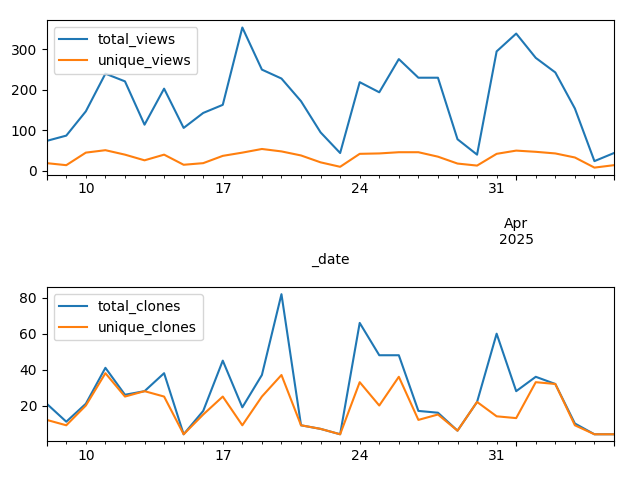 total_views
unique_views
300
200
100
0
10 17 24 31
Apr
2025
_date
total_clones
unique_clones
80
60
40
20
10 17 24 31